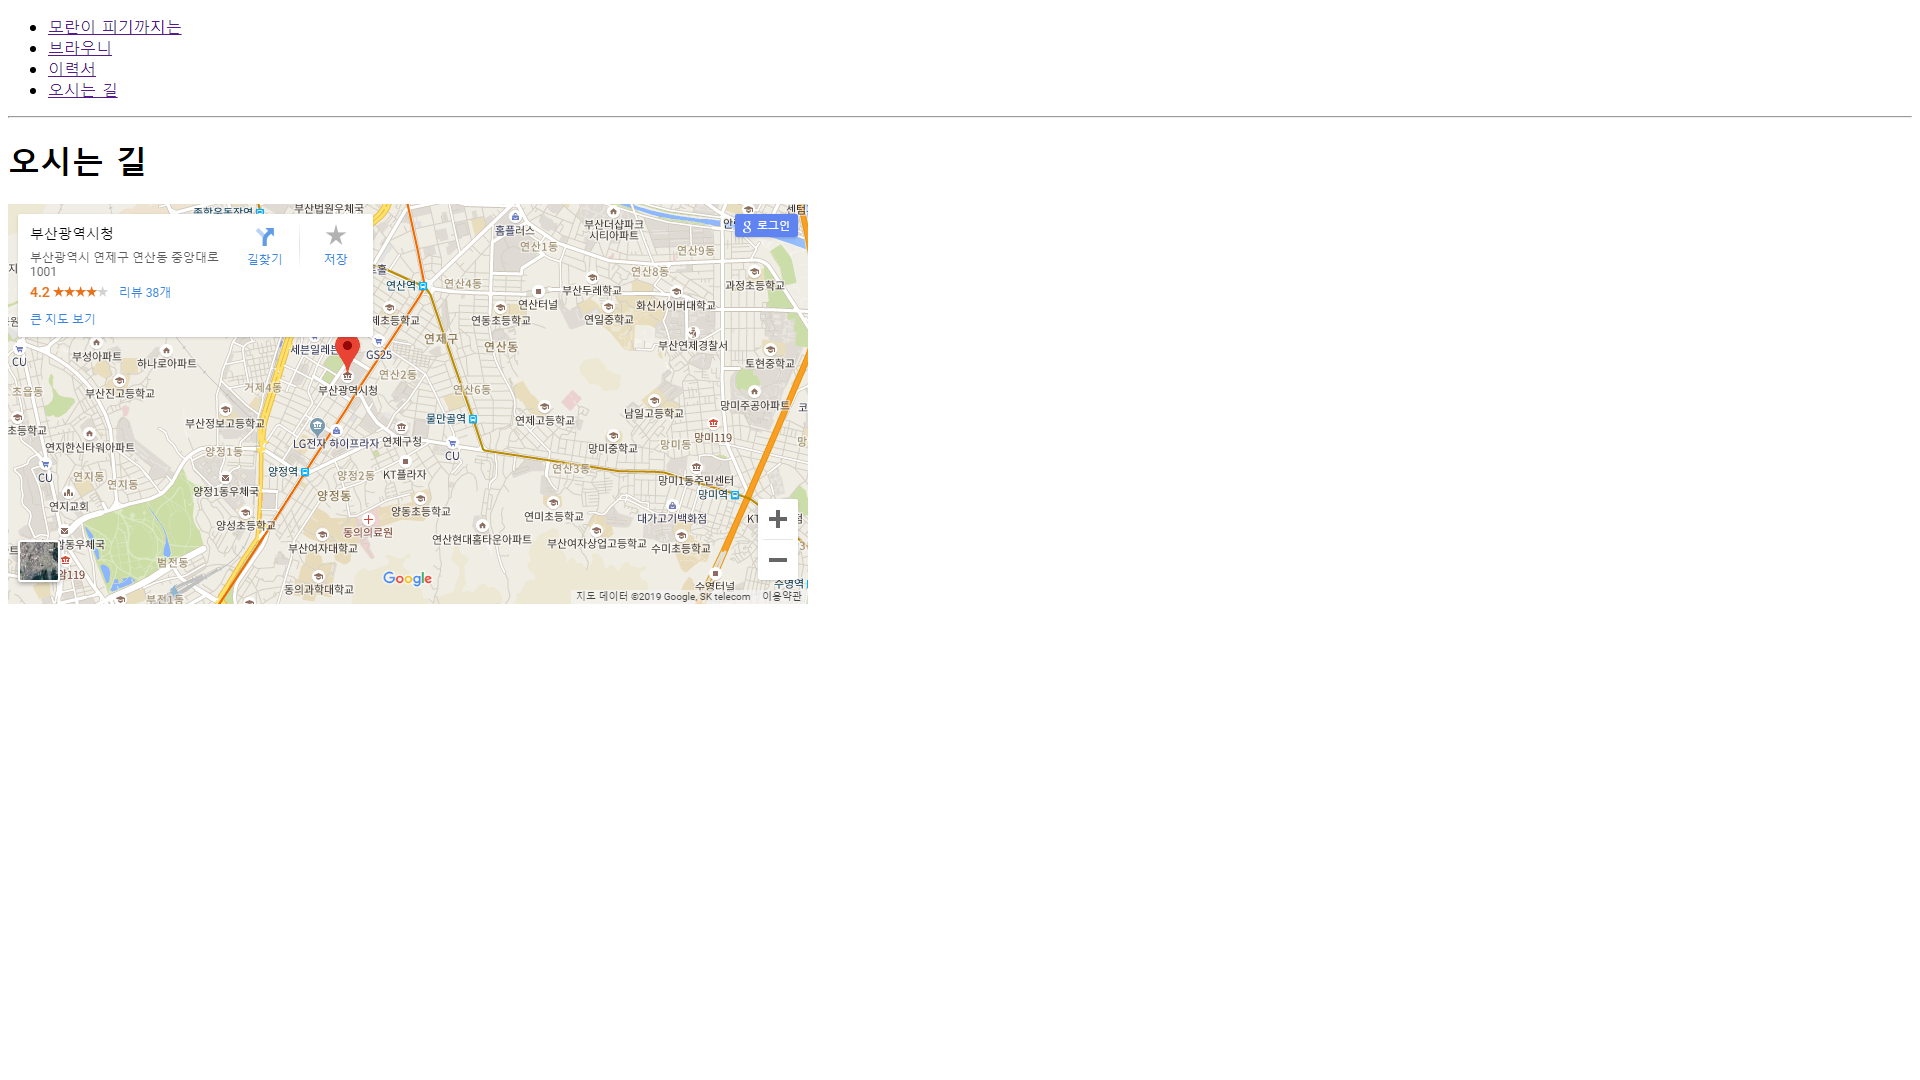 모란이 피기까지는
브라우니
이력서
오시는 길
오시는 길
부산법원우체국
부산광역시청
부산광역시 연제구 연산동 중앙대로
1001
4.2
리뷰 38개
큰 지도 보기
길찾기
저장
로그인
홈플러스
부산더샵파크
시티아파트
연산1동
연산9동
연산8동
과정초등학교
연산역
연산4동
부산두레학교
연산터널
화신사이버대학교
연동초등학교
연일중학교
연제구
연산동
부산연제경찰서
토현중학교
GS25
CU
부성아파트
하나로아파트
부산광역시청
연산2동
거제4동
연산6동
초읍동
부산진고등학교
망미주공아파트
남일고등학교
물만골역
연제고등학교
부산정보고등학교
초등학교
LG전자 하이프라자
연제구청
망미119
망미동
망미중학교
연지한신타워아파트
양정1동
CU
CU
양정역
양정2동
KT플라자
연산3동
연지동
연지동
망미1동주민센터
망미역
양정1동우체국
양정동
연지교회
양동초등학교
연미초등학교
대가고기백화점
양성초등학교
동의의료원
연산현대홈타운아파트
부산여자상업고등학교
수미초등학교
부산여자대학교
범전동
Google
동의과학대학교
수영터널
수영역
부전1동
지도 데이터 ©2019 Google, SK telecom
이용약관